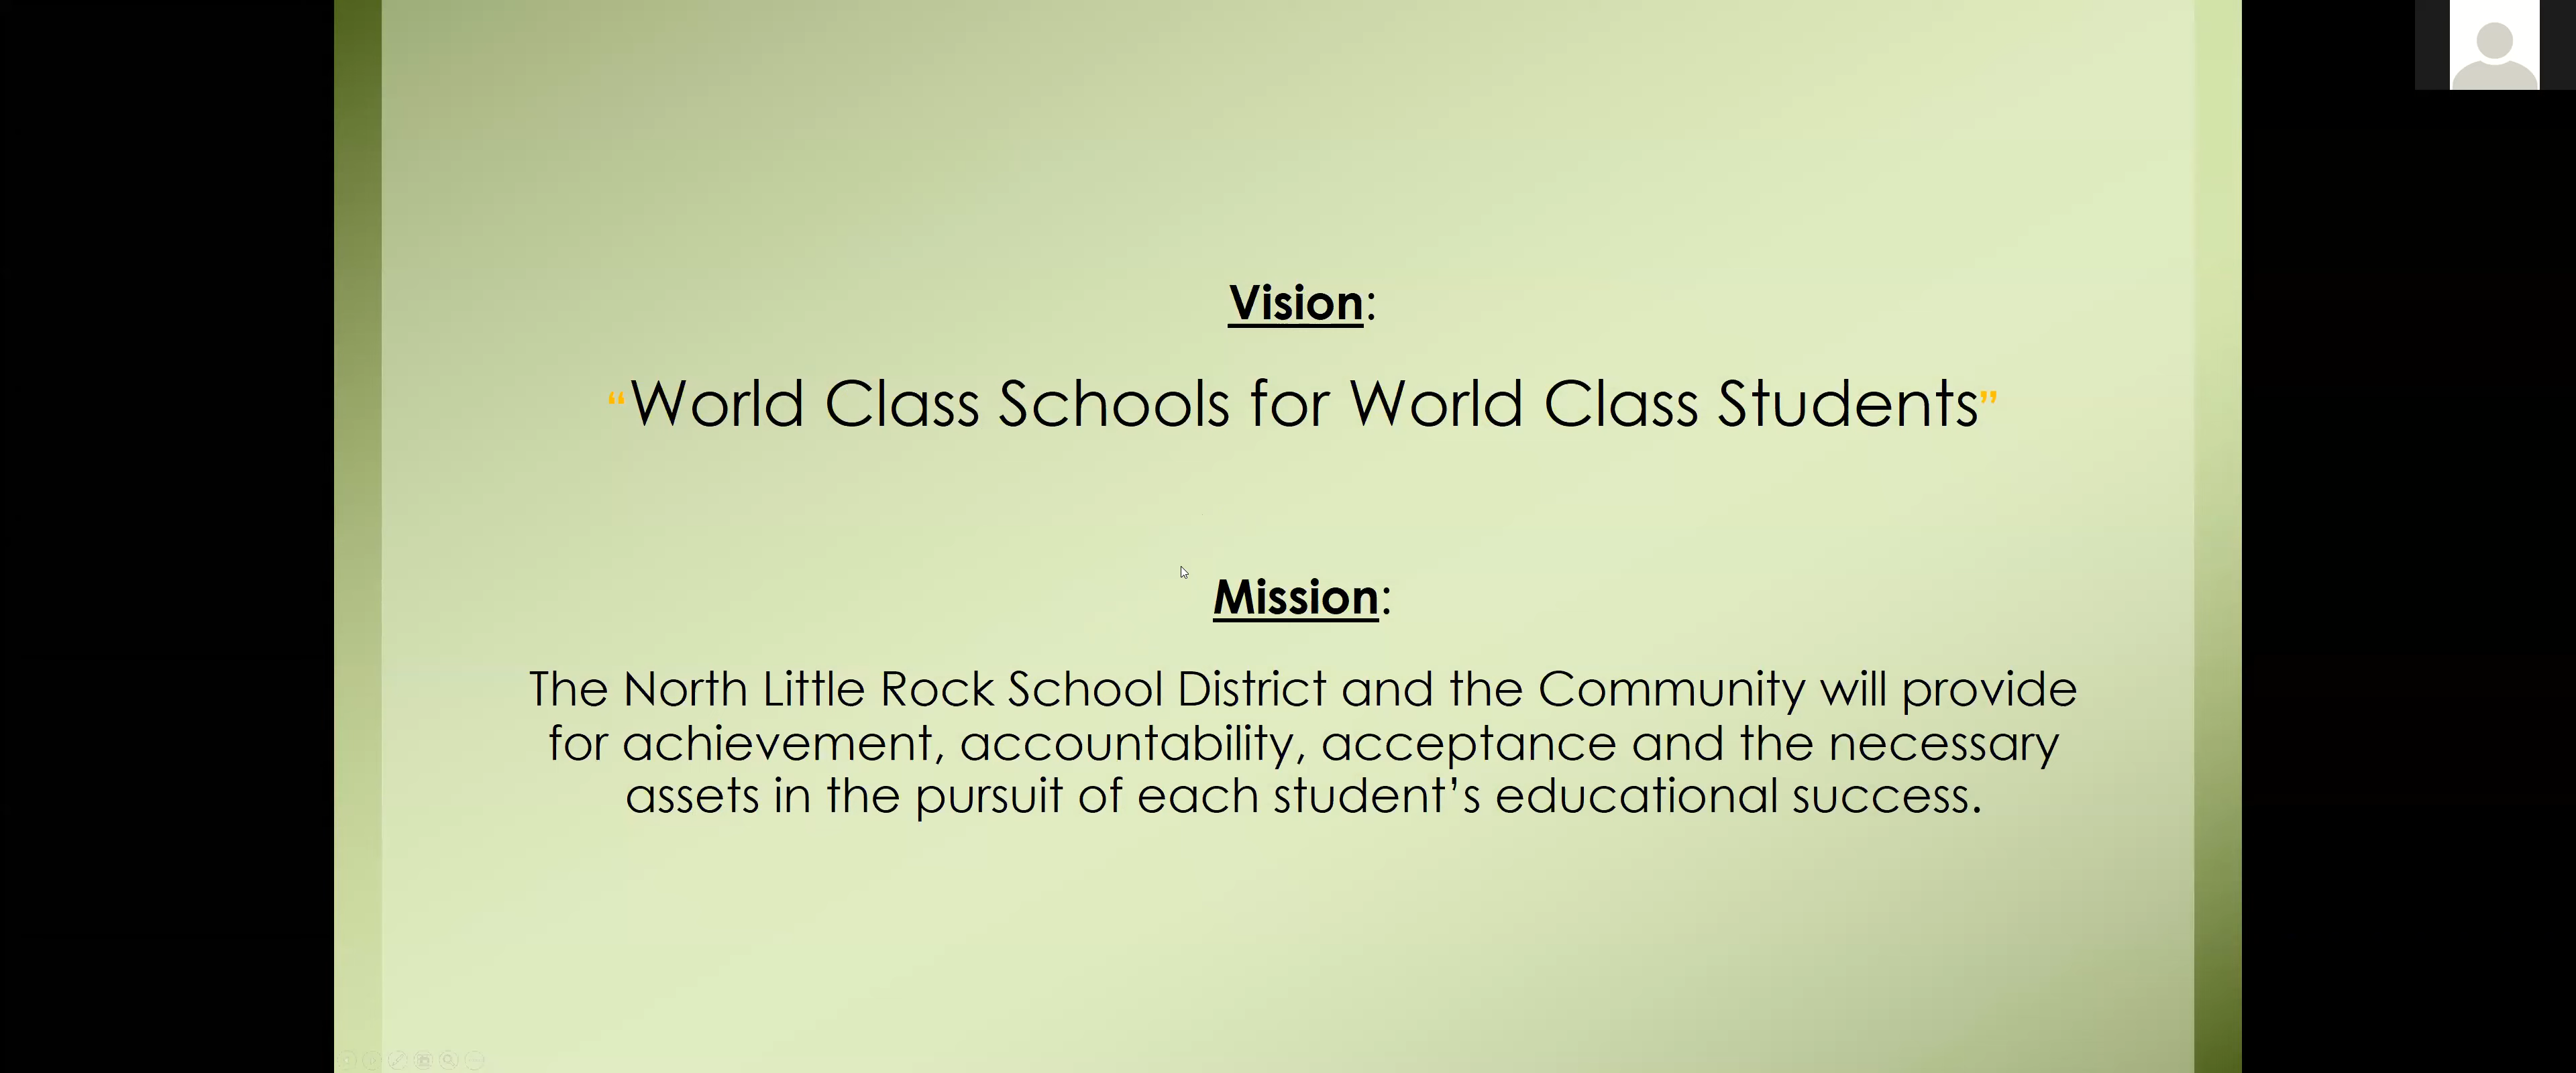 Vision:
“World Class Schools for World Class Students”
Mission:
The North Little Rock School District and the Community will provide
for achievement, accountability, acceptance and the necessary
assets in the pursuit of each student’s educational success.